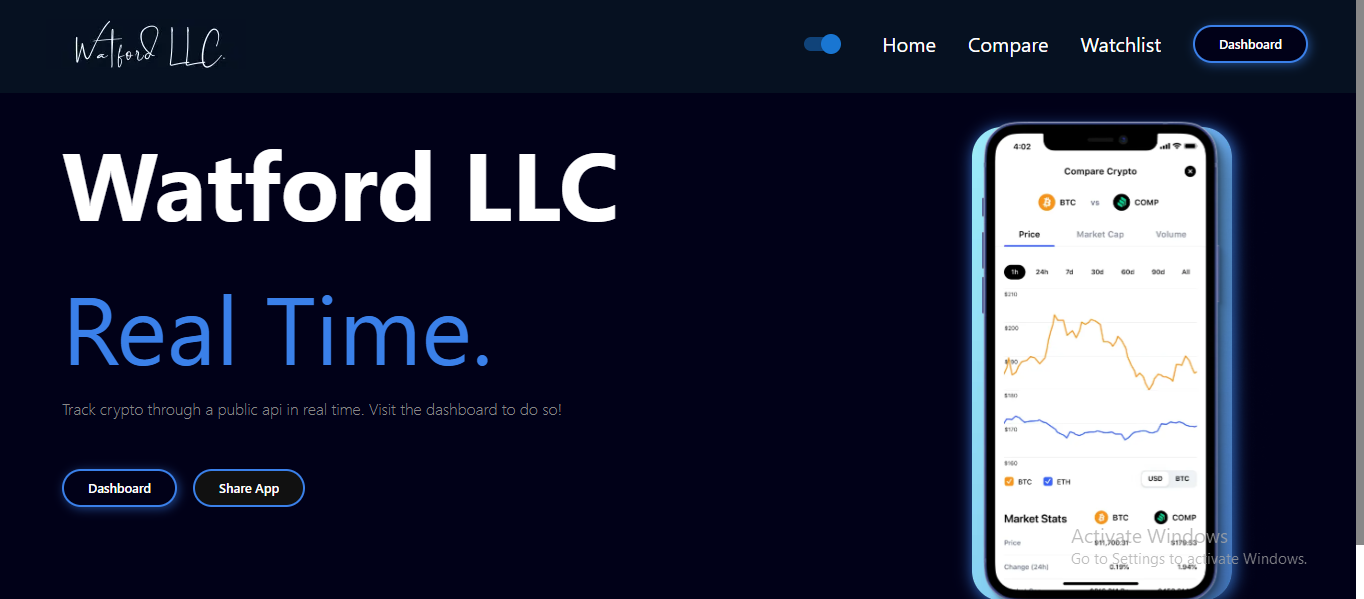 Watford LLC.
Home
Compare
Watchlist
Dashboard
Watford LLC
Real Time.
Track crypto through a public api in real time. Visit the dashboard to do so!
Dashboard
Share App
4:02
Compare Crypto
BTC vs COMP
Price Market Cap Volume
1h 24h 7d 30d 60d 90d All
$210
$200
$190
$180
$170
$160
BTC ETH
USD BTC
Market Stats BTC COMP
Price $11,700.31 $179.53
Change (24h) 0.19% 1.94%
Activate Windows
Go to Settings to activate Windows.